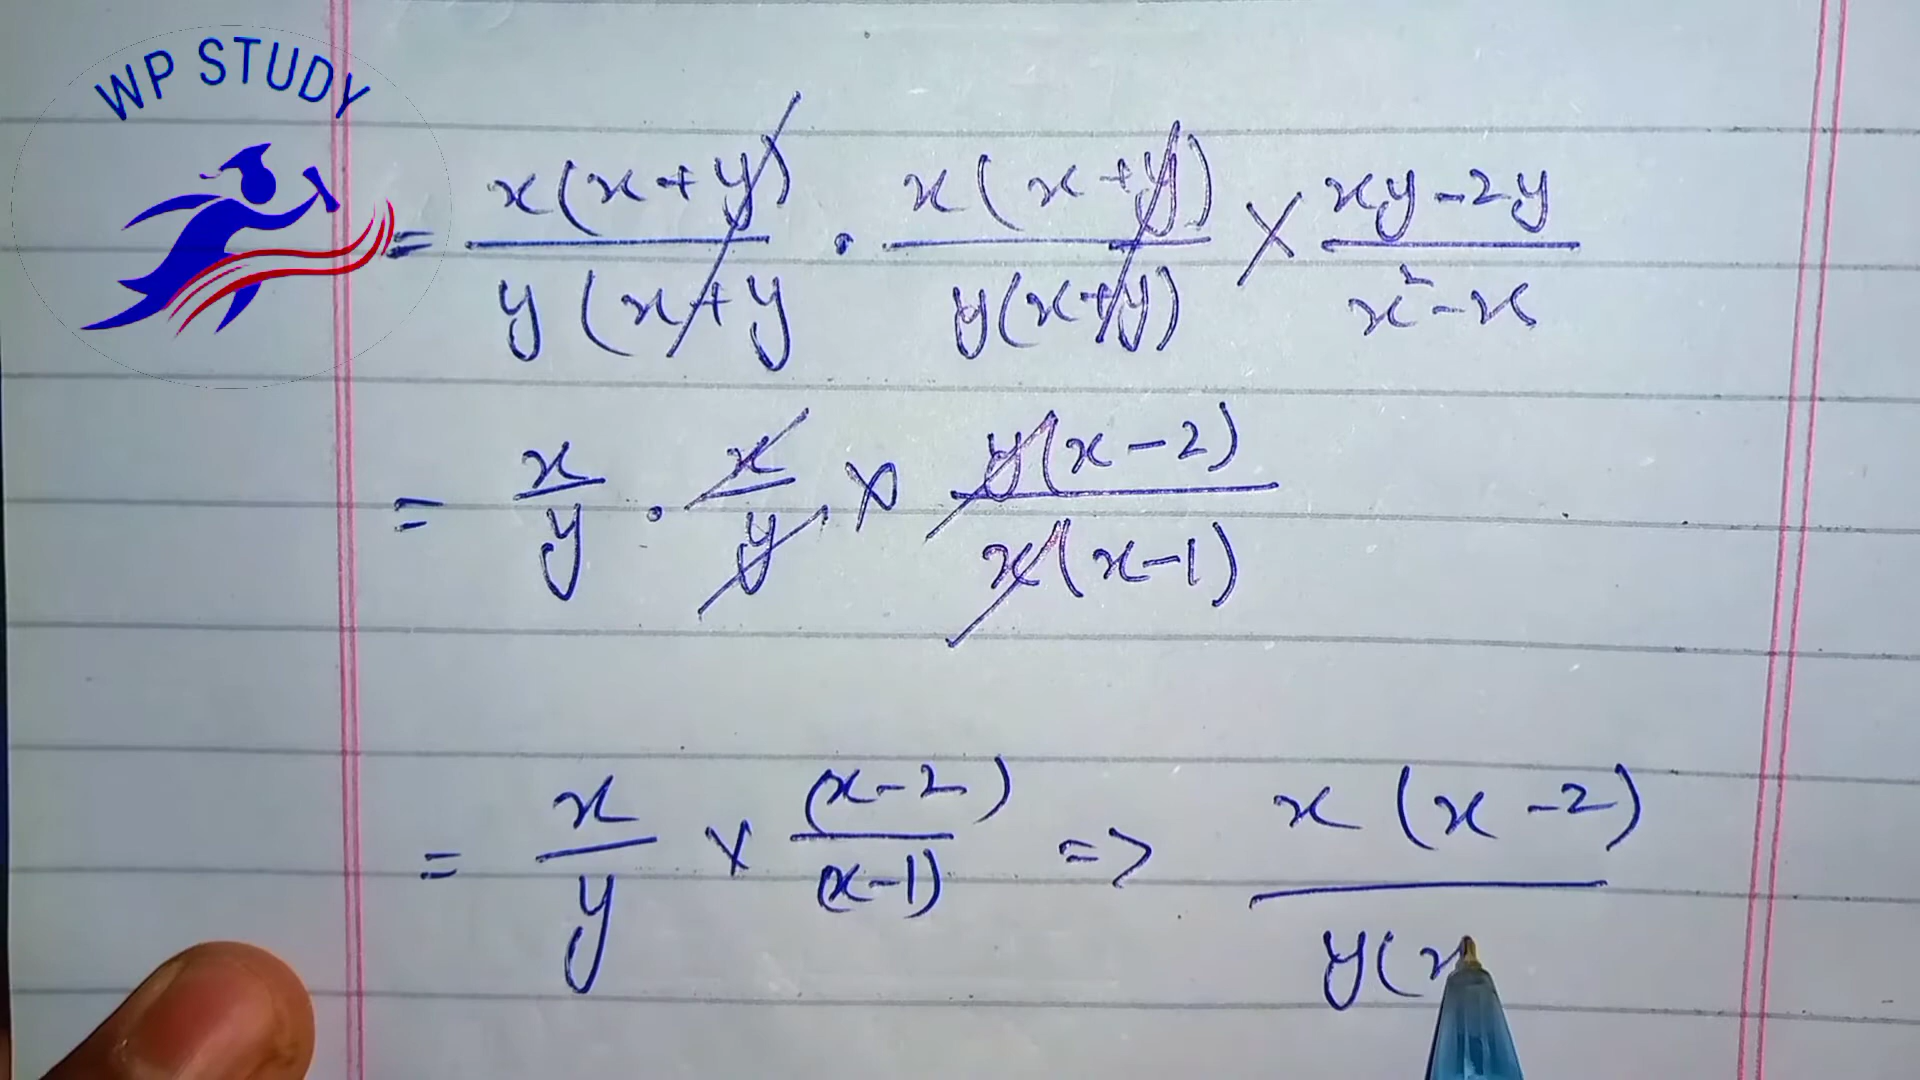 WP STUDY
= x(x+y) / y(x+y · x(x+y) / y(x+y) × xy-2y / x²-x
= x/y · x/y × y(x-2) / x(x-1)
= x/y × (x-2) / (x-1) => x(x-2) / y(x